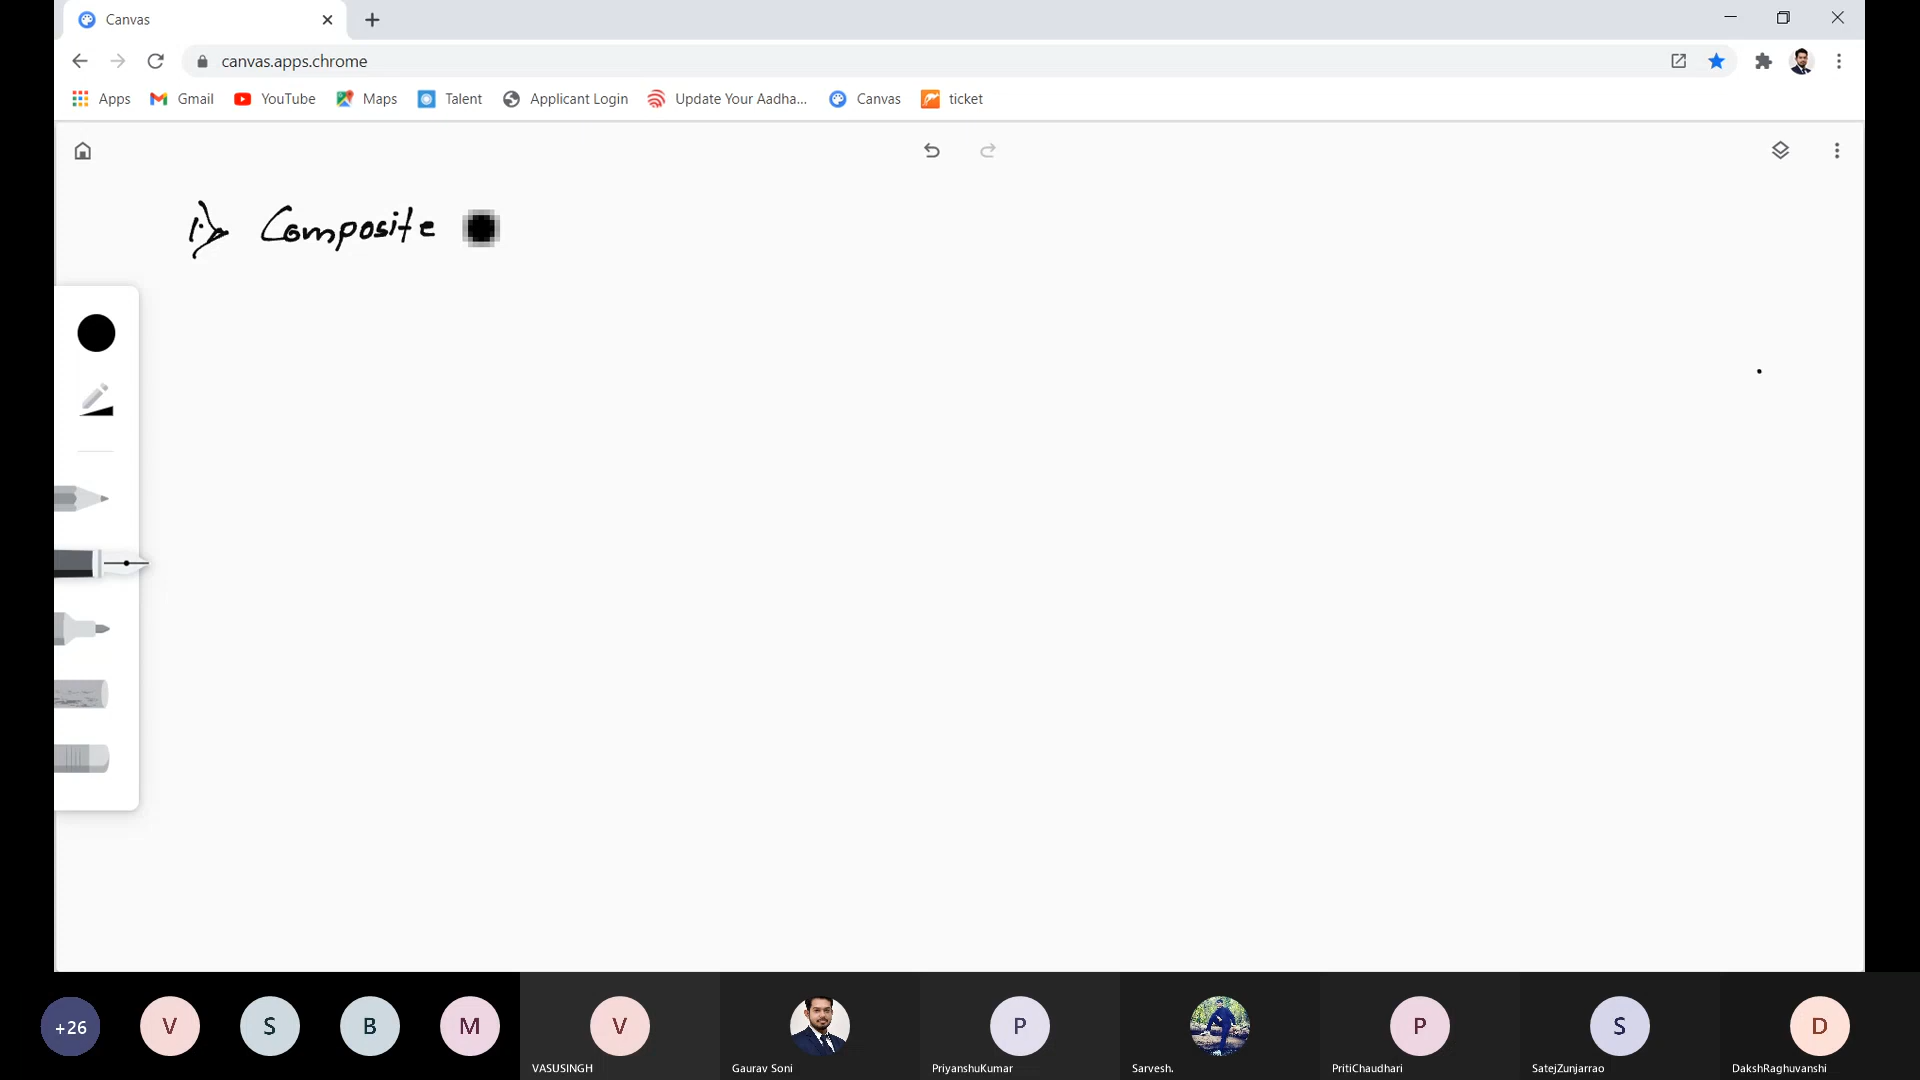 Canvas
canvas.apps.chrome
Apps Gmail YouTube Maps Talent Applicant Login Update Your Aadha... Canvas ticket
1.> Composite
+26 V S B M V P P S D
VASUSINGH Gaurav Soni PriyanshuKumar Sarvesh. PritiChaudhari SatejZunjarrao DakshRaghuvanshi